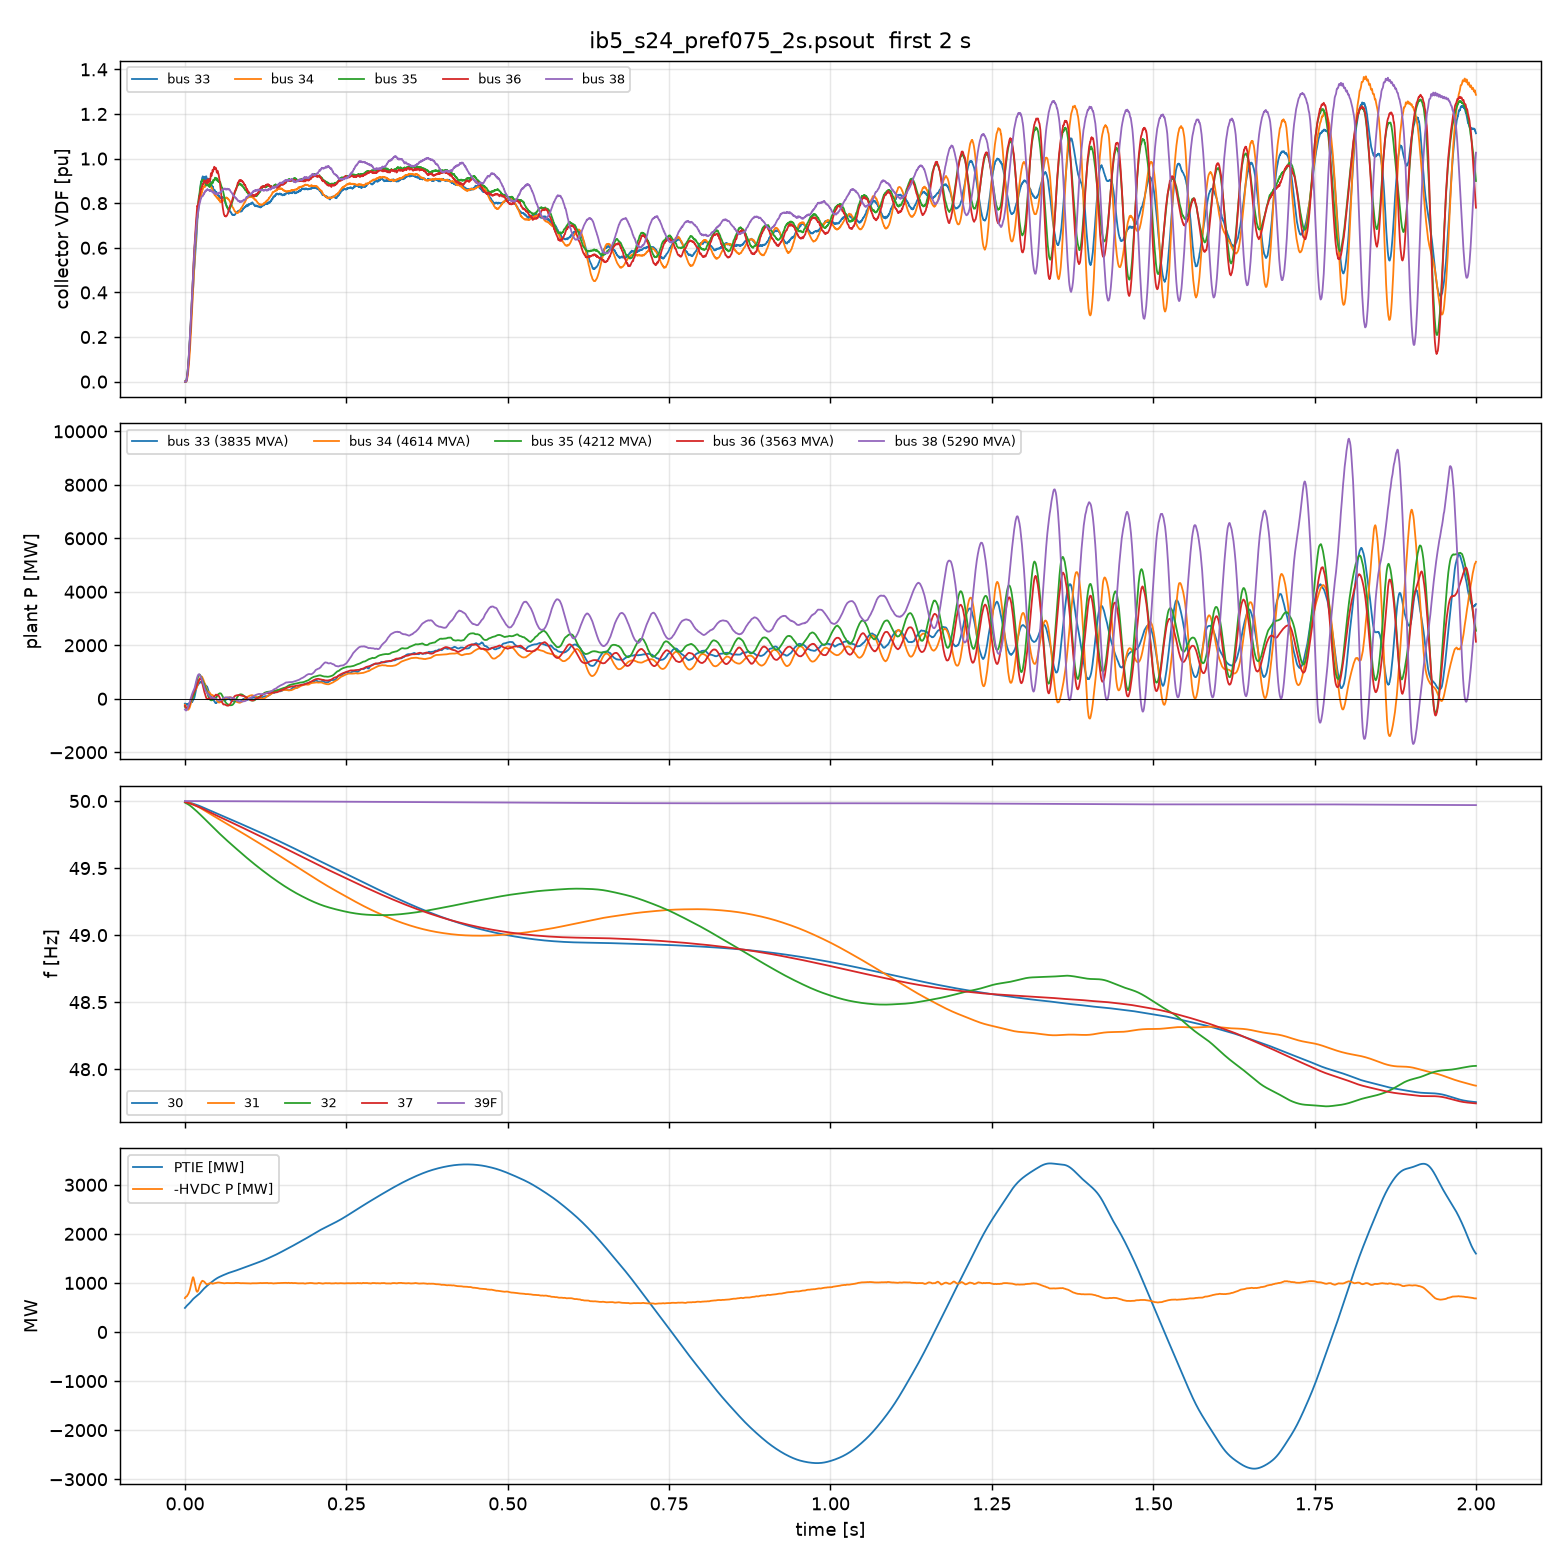 ib5_s24_pref075_2s.psout  first 2 s
bus 33 bus 34 bus 35 bus 36 bus 38
collector VDF [pu]
1.4
1.2
1.0
0.8
0.6
0.4
0.2
0.0
bus 33 (3835 MVA) bus 34 (4614 MVA) bus 35 (4212 MVA) bus 36 (3563 MVA) bus 38 (5290 MVA)
plant P [MW]
10000
8000
6000
4000
2000
0
−2000
f [Hz]
50.0
49.5
49.0
48.5
48.0
30 31 32 37 39F
PTIE [MW]
-HVDC P [MW]
MW
3000
2000
1000
0
−1000
−2000
−3000
0.00 0.25 0.50 0.75 1.00 1.25 1.50 1.75 2.00
time [s]